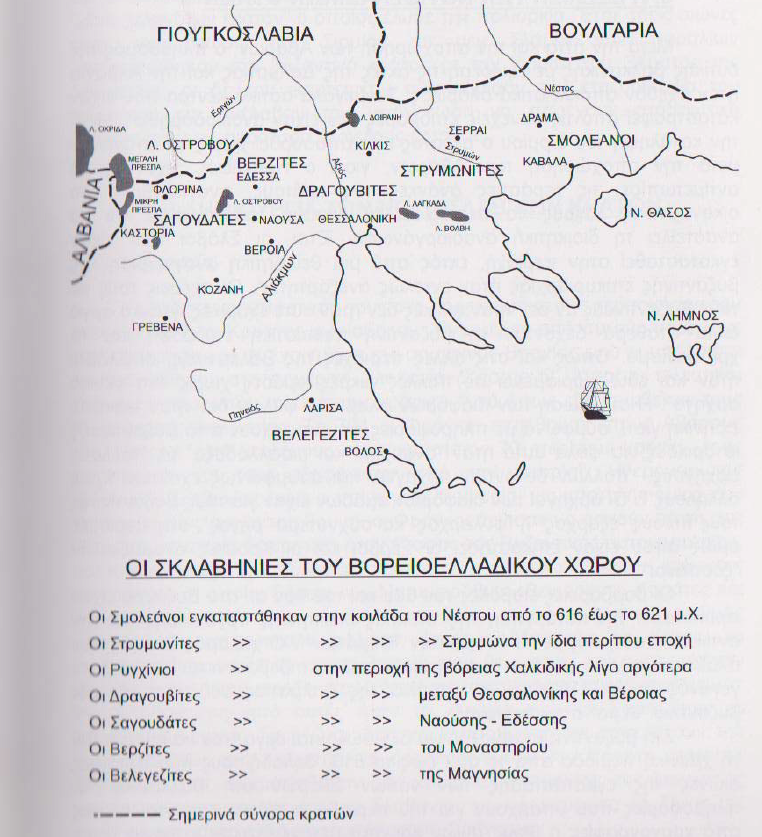 ΓΙΟΥΓΚΟΣΛΑΒΙΑ
ΒΟΥΛΓΑΡΙΑ
Εργών
Νέστος
Λ. ΟΧΡΙΔΑ
Λ. ΟΣΤΡΟΒΟΥ
Λ. ΔΟΪΡΑΝΗ
ΔΡΑΜΑ
ΣΕΡΡΑΙ
ΣΜΟΛΕΑΝΟΙ
ΚΙΛΚΙΣ
Στρυμών
Αξιός
ΜΕΓΑΛΗ
ΠΡΕΣΠΑ
ΒΕΡΖΙΤΕΣ
ΕΔΕΣΣΑ
ΣΤΡΥΜΩΝΙΤΕΣ
ΚΑΒΑΛΑ
ΦΛΩΡΙΝΑ
ΔΡΑΓΟΥΒΙΤΕΣ
ΜΙΚΡΗ
ΠΡΕΣΠΑ
Λ. ΟΣΤΡΟΒΟΥ
Λ. ΛΑΓΚΑΔΑ
Ν. ΘΑΣΟΣ
ΑΛΒΑΝΙΑ
ΣΑΓΟΥΔΑΤΕΣ
ΝΑΟΥΣΑ
ΘΕΣΣΑΛΟΝΙΚΗ
Λ. ΒΟΛΒΗ
ΚΑΣΤΟΡΙΑ
ΒΕΡΟΙΑ
Αλιάκμων
ΚΟΖΑΝΗ
ΓΡΕΒΕΝΑ
Ν. ΛΗΜΝΟΣ
Πηνειός
ΛΑΡΙΣΑ
ΒΕΛΕΓΕΖΙΤΕΣ
ΒΟΛΟΣ
ΟΙ ΣΚΛΑΒΗΝΙΕΣ ΤΟΥ ΒΟΡΕΙΟΕΛΛΑΔΙΚΟΥ ΧΩΡΟΥ
Οι Σμολεάνοι εγκαταστάθηκαν στην κοιλάδα του Νέστου από το 616 έως το 621 μ.Χ.
Οι Στρυμωνίτες >> >> >> Στρυμώνα την ίδια περίπου εποχή
Οι Ρυγχίνιοι >> στην περιοχή της βόρειας Χαλκιδικής λίγο αργότερα
Οι Δραγουβίτες >> >> >> μεταξύ Θεσσαλονίκης και Βέροιας
Οι Σαγουδάτες >> >> >> Ναούσης - Εδέσσης
Οι Βερζίτες >> >> >> του Μοναστηρίου
Οι Βελεγεζίτες >> >> >> της Μαγνησίας
Σημερινά σύνορα κρατών